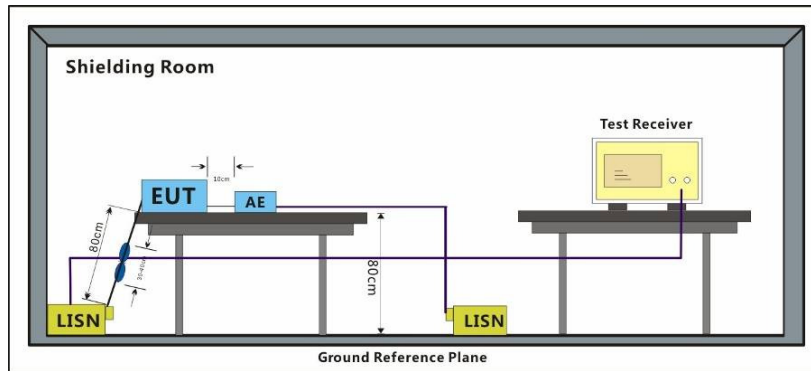 Shielding Room
Test Receiver
10cm
EUT
AE
80cm
80cm
LISN
LISN
Ground Reference Plane